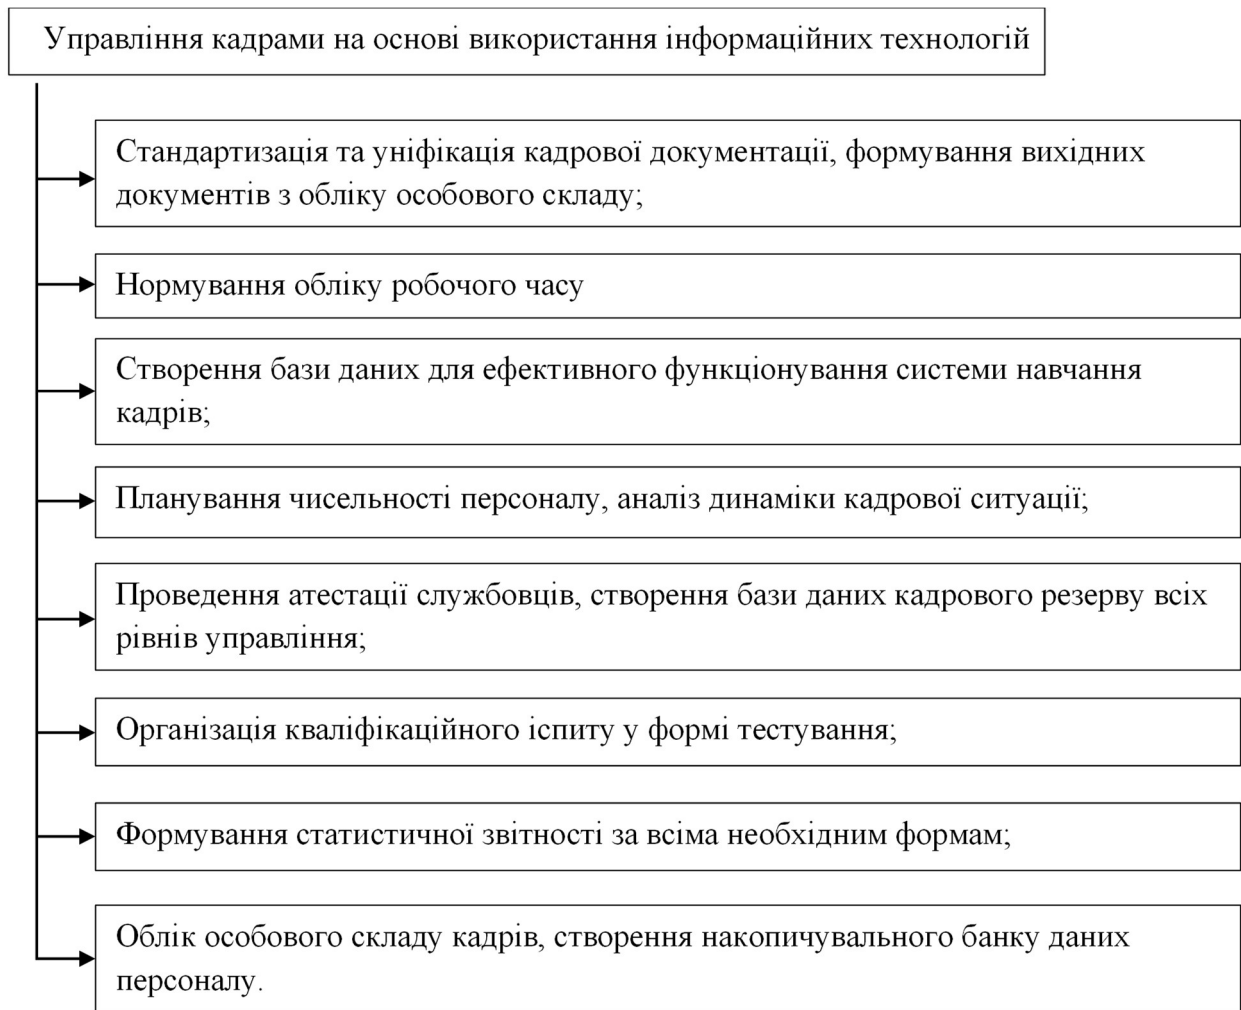 Управління кадрами на основі використання інформаційних технологій
Стандартизація та уніфікація кадрової документації, формування вихідних
документів з обліку особового складу;
Нормування обліку робочого часу
Створення бази даних для ефективного функціонування системи навчання
кадрів;
Планування чисельності персоналу, аналіз динаміки кадрової ситуації;
Проведення атестації службовців, створення бази даних кадрового резерву всіх
рівнів управління;
Організація кваліфікаційного іспиту у формі тестування;
Формування статистичної звітності за всіма необхідним формам;
Облік особового складу кадрів, створення накопичувального банку даних
персоналу.